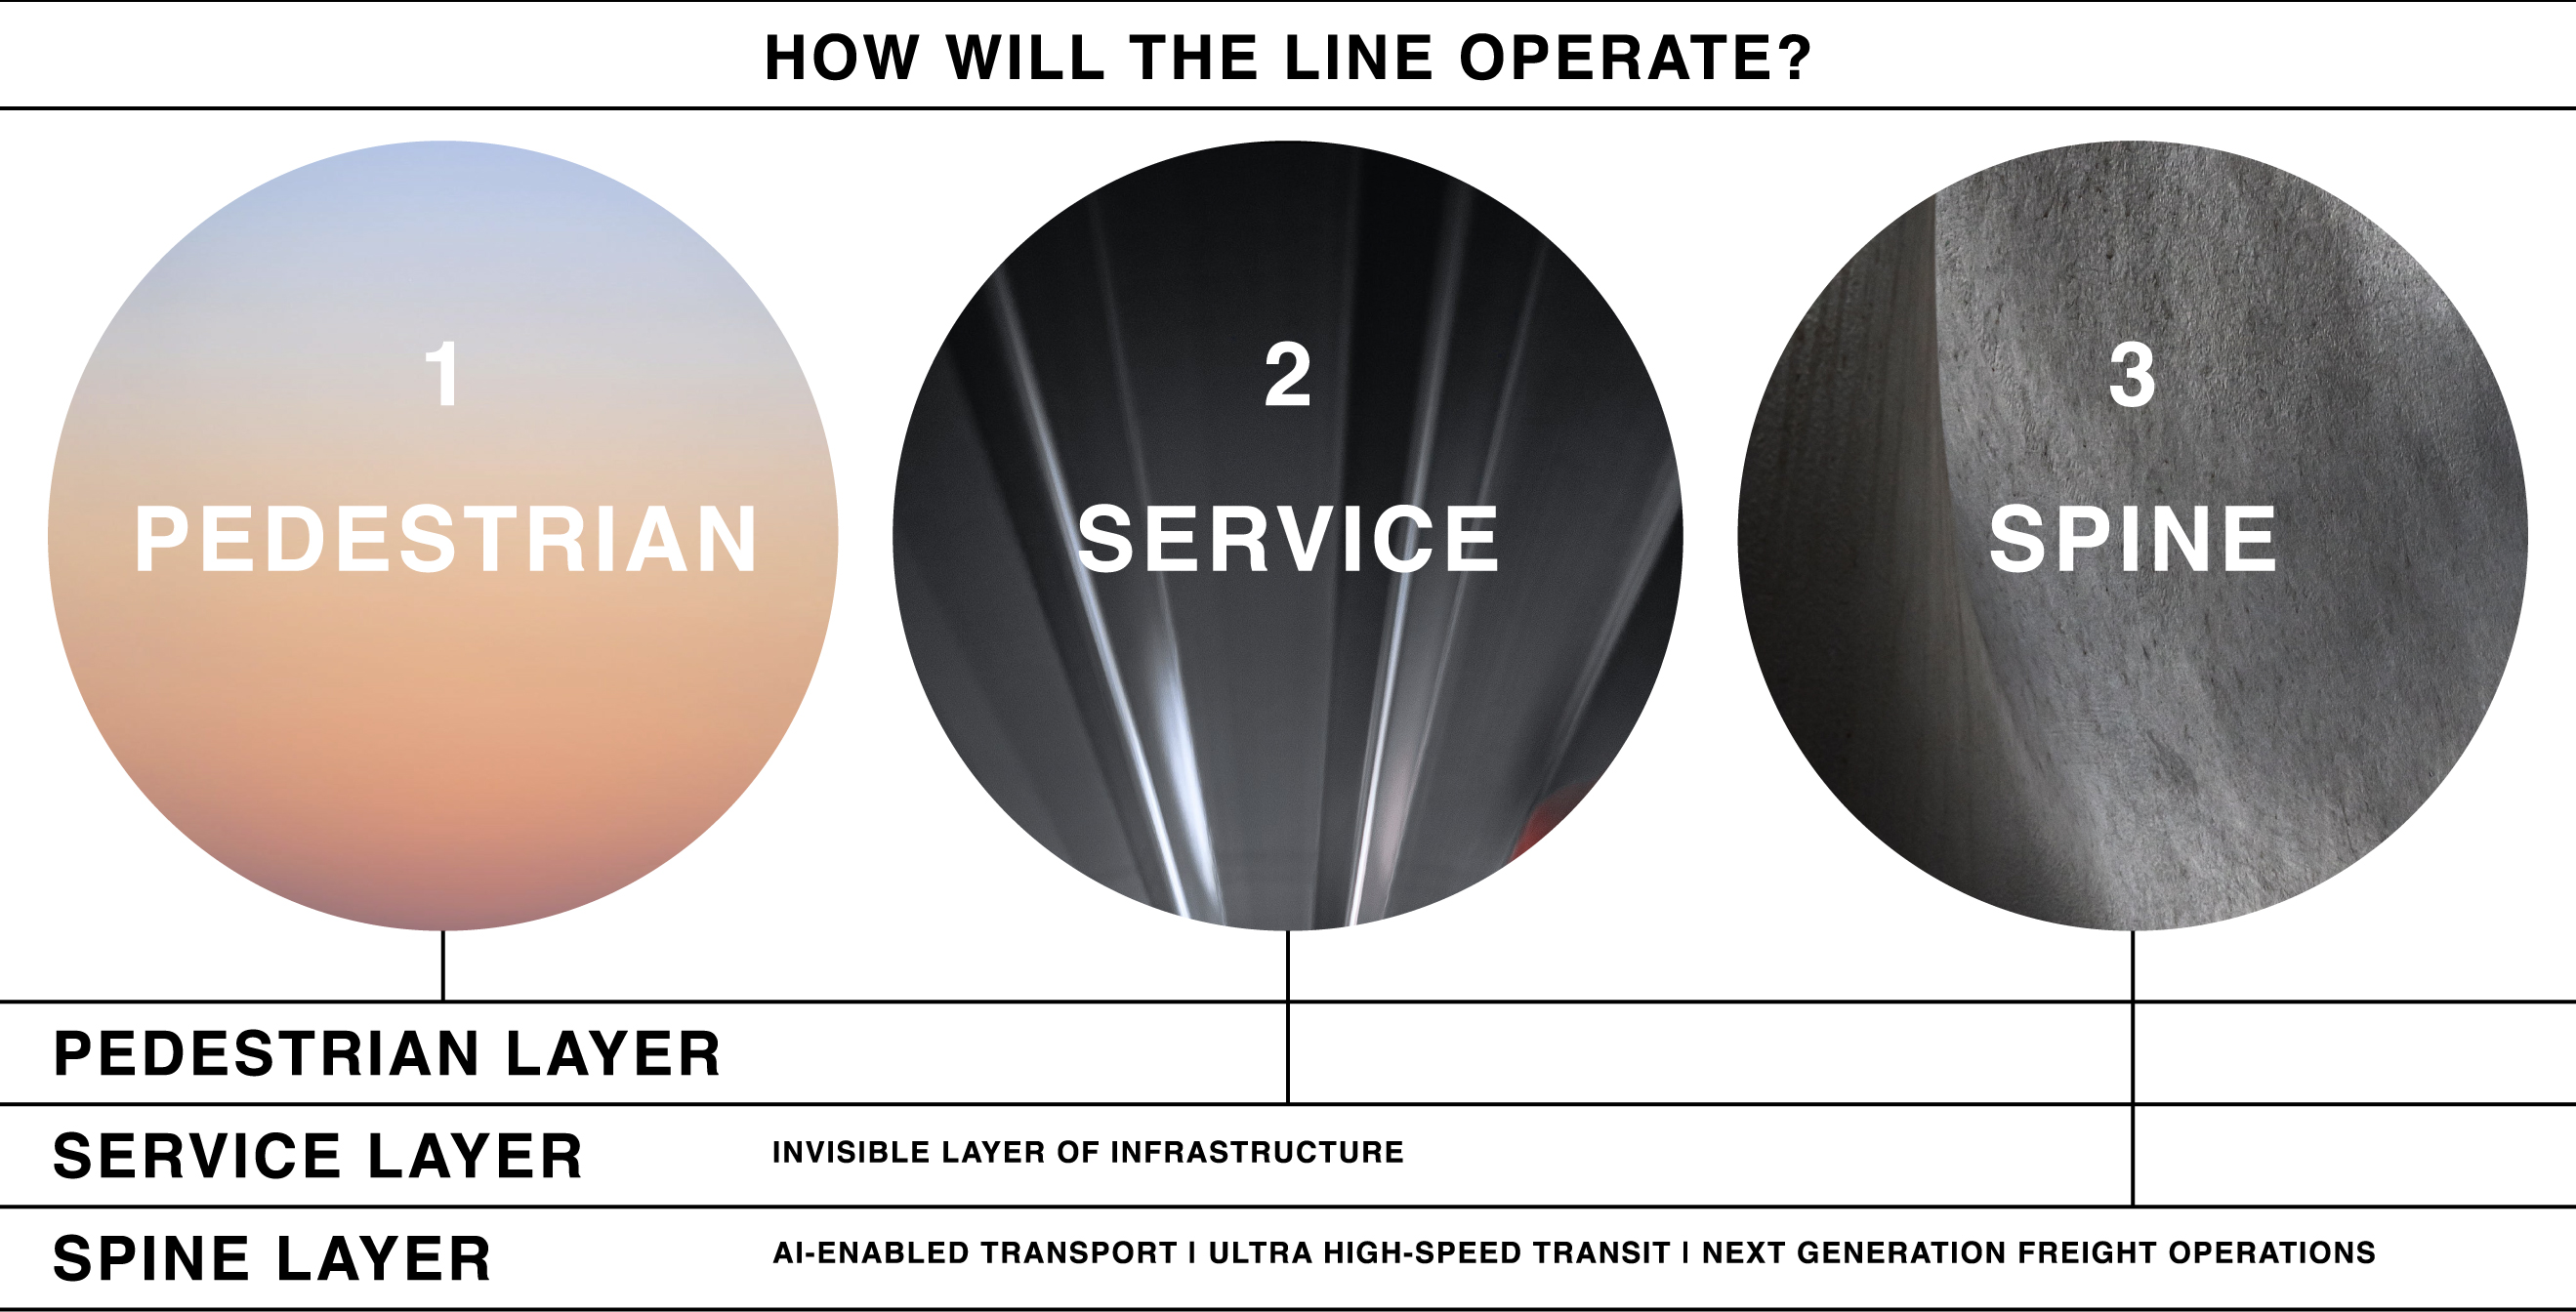 HOW WILL THE LINE OPERATE?
1
PEDESTRIAN
2
SERVICE
3
SPINE
PEDESTRIAN LAYER
SERVICE LAYER
INVISIBLE LAYER OF INFRASTRUCTURE
SPINE LAYER
AI-ENABLED TRANSPORT | ULTRA HIGH-SPEED TRANSIT | NEXT GENERATION FREIGHT OPERATIONS